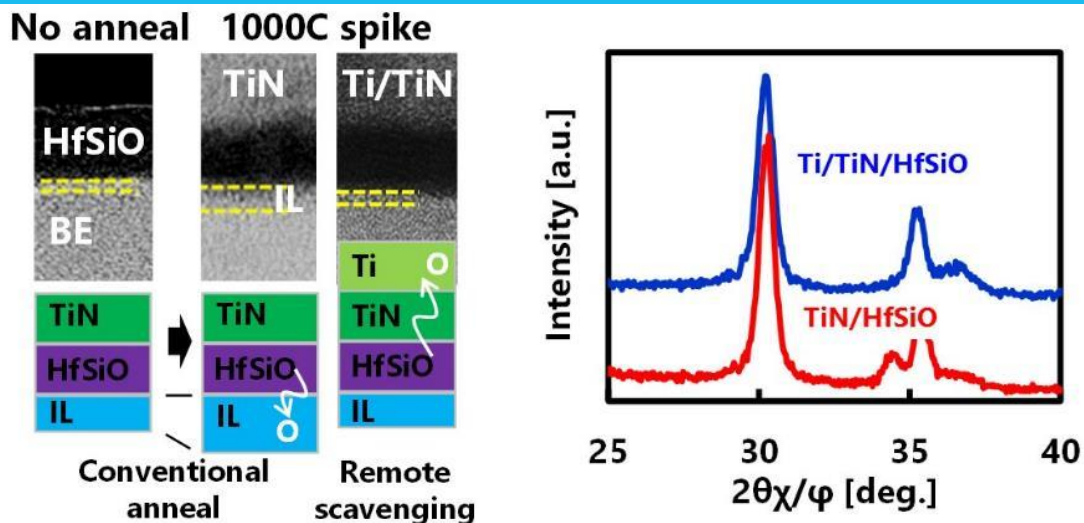 No anneal 1000C spike
HfSiO
BE
TiN
IL
Ti/TiN
TiN
HfSiO
IL
TiN
HfSiO
IL
O
Ti
O
TiN
HfSiO
IL
Conventional
anneal
Remote
scavenging
Intensity [a.u.]
Ti/TiN/HfSiO
TiN/HfSiO
25 30 35 40
2θχ/φ [deg.]